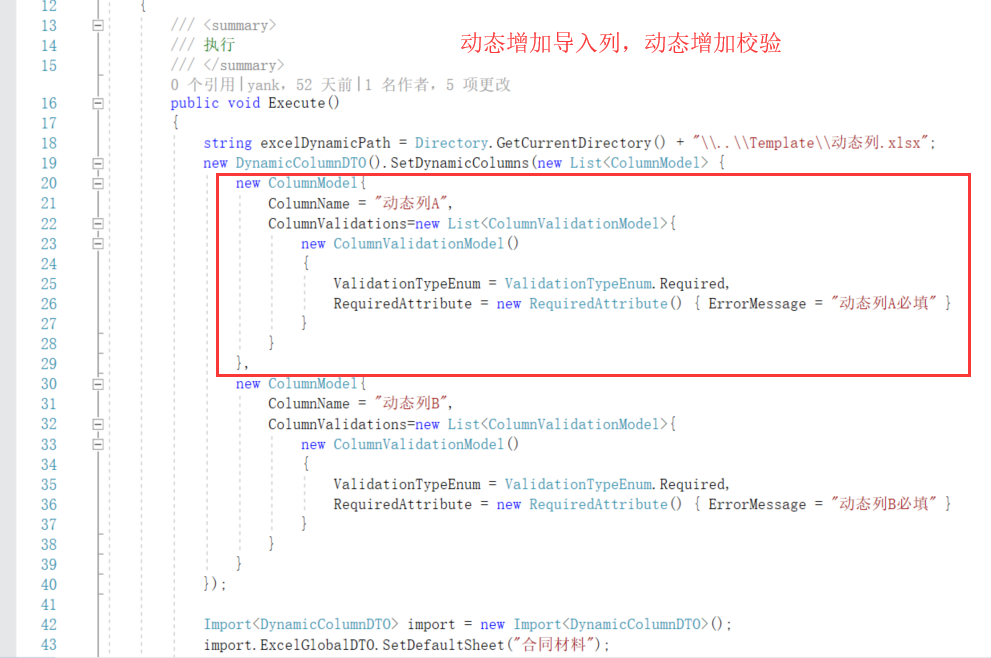 12 {
13 /// <summary>
14 /// 执行
15 /// </summary>
0 个引用|yank，52 天前|1 名作者，5 项更改
16 public void Execute()
17 {
18 string excelDynamicPath = Directory.GetCurrentDirectory() + "\\..\\Template\\动态列.xlsx";
19 new DynamicColumnDTO().SetDynamicColumns(new List<ColumnModel> {
20 new ColumnModel{
21 ColumnName = "动态列A",
22 ColumnValidations=new List<ColumnValidationModel>{
23 new ColumnValidationModel()
24 {
25 ValidationTypeEnum = ValidationTypeEnum.Required,
26 RequiredAttribute = new RequiredAttribute() { ErrorMessage = "动态列A必填" }
27 }
28 }
29 },
30 new ColumnModel{
31 ColumnName = "动态列B",
32 ColumnValidations=new List<ColumnValidationModel>{
33 new ColumnValidationModel()
34 {
35 ValidationTypeEnum = ValidationTypeEnum.Required,
36 RequiredAttribute = new RequiredAttribute() { ErrorMessage = "动态列B必填" }
37 }
38 }
39 }
40 });
41
42 Import<DynamicColumnDTO> import = new Import<DynamicColumnDTO>();
43 import.ExcelGlobalDTO.SetDefaultSheet("合同材料");
动态增加导入列，动态增加校验